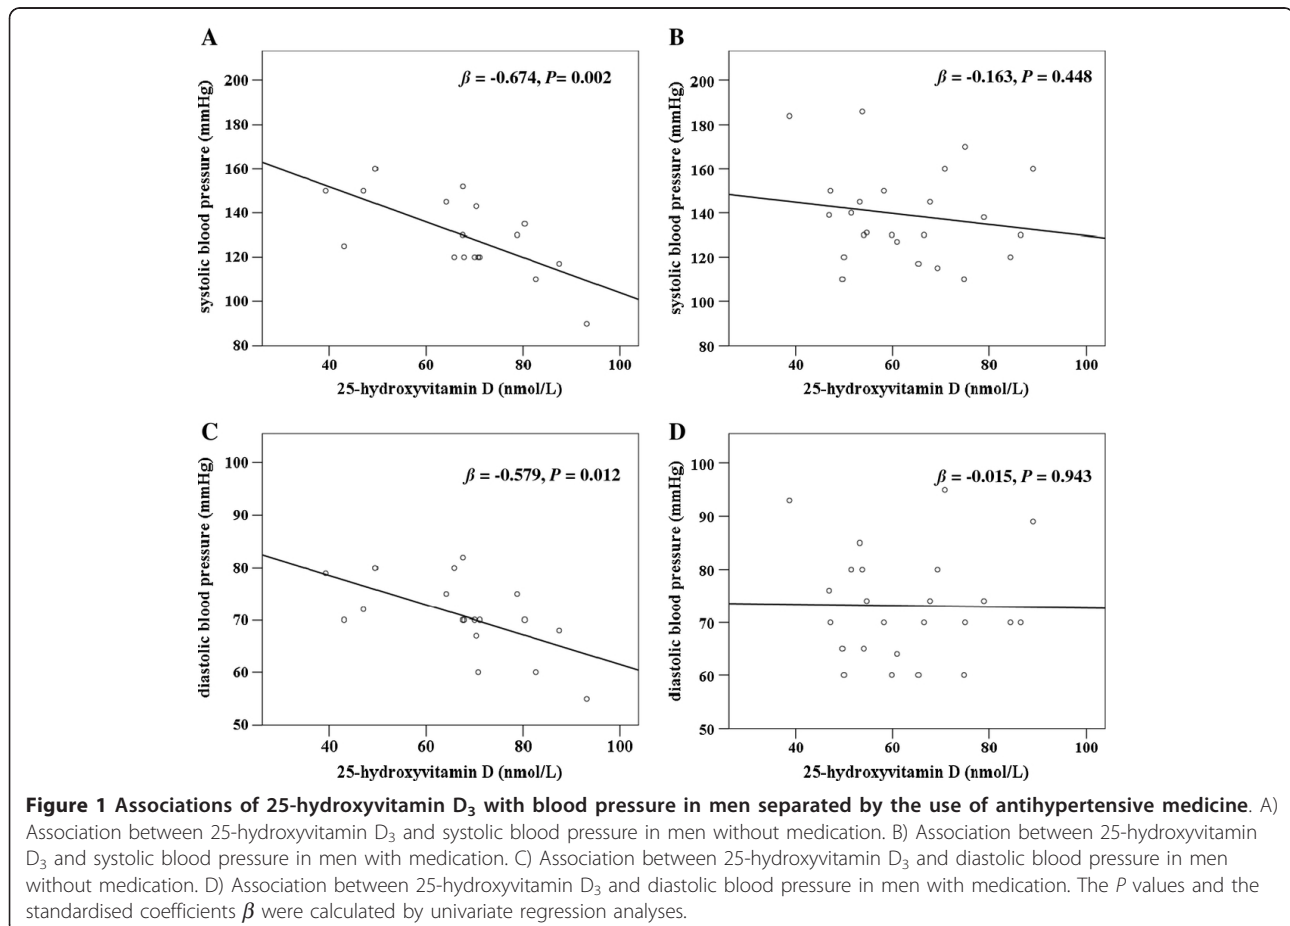 A
β = -0.674, P= 0.002
systolic blood pressure (mmHg)
200
180
160
140
120
100
80
40 60 80 100
25-hydroxyvitamin D (nmol/L)
B
β = -0.163, P = 0.448
systolic blood pressure (mmHg)
200
180
160
140
120
100
80
40 60 80 100
25-hydroxyvitamin D (nmol/L)
C
β = -0.579, P = 0.012
diastolic blood pressure (mmHg)
100
90
80
70
60
50
40 60 80 100
25-hydroxyvitamin D (nmol/L)
D
β = -0.015, P = 0.943
diastolic blood pressure (mmHg)
100
90
80
70
60
50
40 60 80 100
25-hydroxyvitamin D (nmol/L)
Figure 1 Associations of 25-hydroxyvitamin D₃ with blood pressure in men separated by the use of antihypertensive medicine. A)
Association between 25-hydroxyvitamin D₃ and systolic blood pressure in men without medication. B) Association between 25-hydroxyvitamin
D₃ and systolic blood pressure in men with medication. C) Association between 25-hydroxyvitamin D₃ and diastolic blood pressure in men
without medication. D) Association between 25-hydroxyvitamin D₃ and diastolic blood pressure in men with medication. The P values and the
standardised coefficients β were calculated by univariate regression analyses.